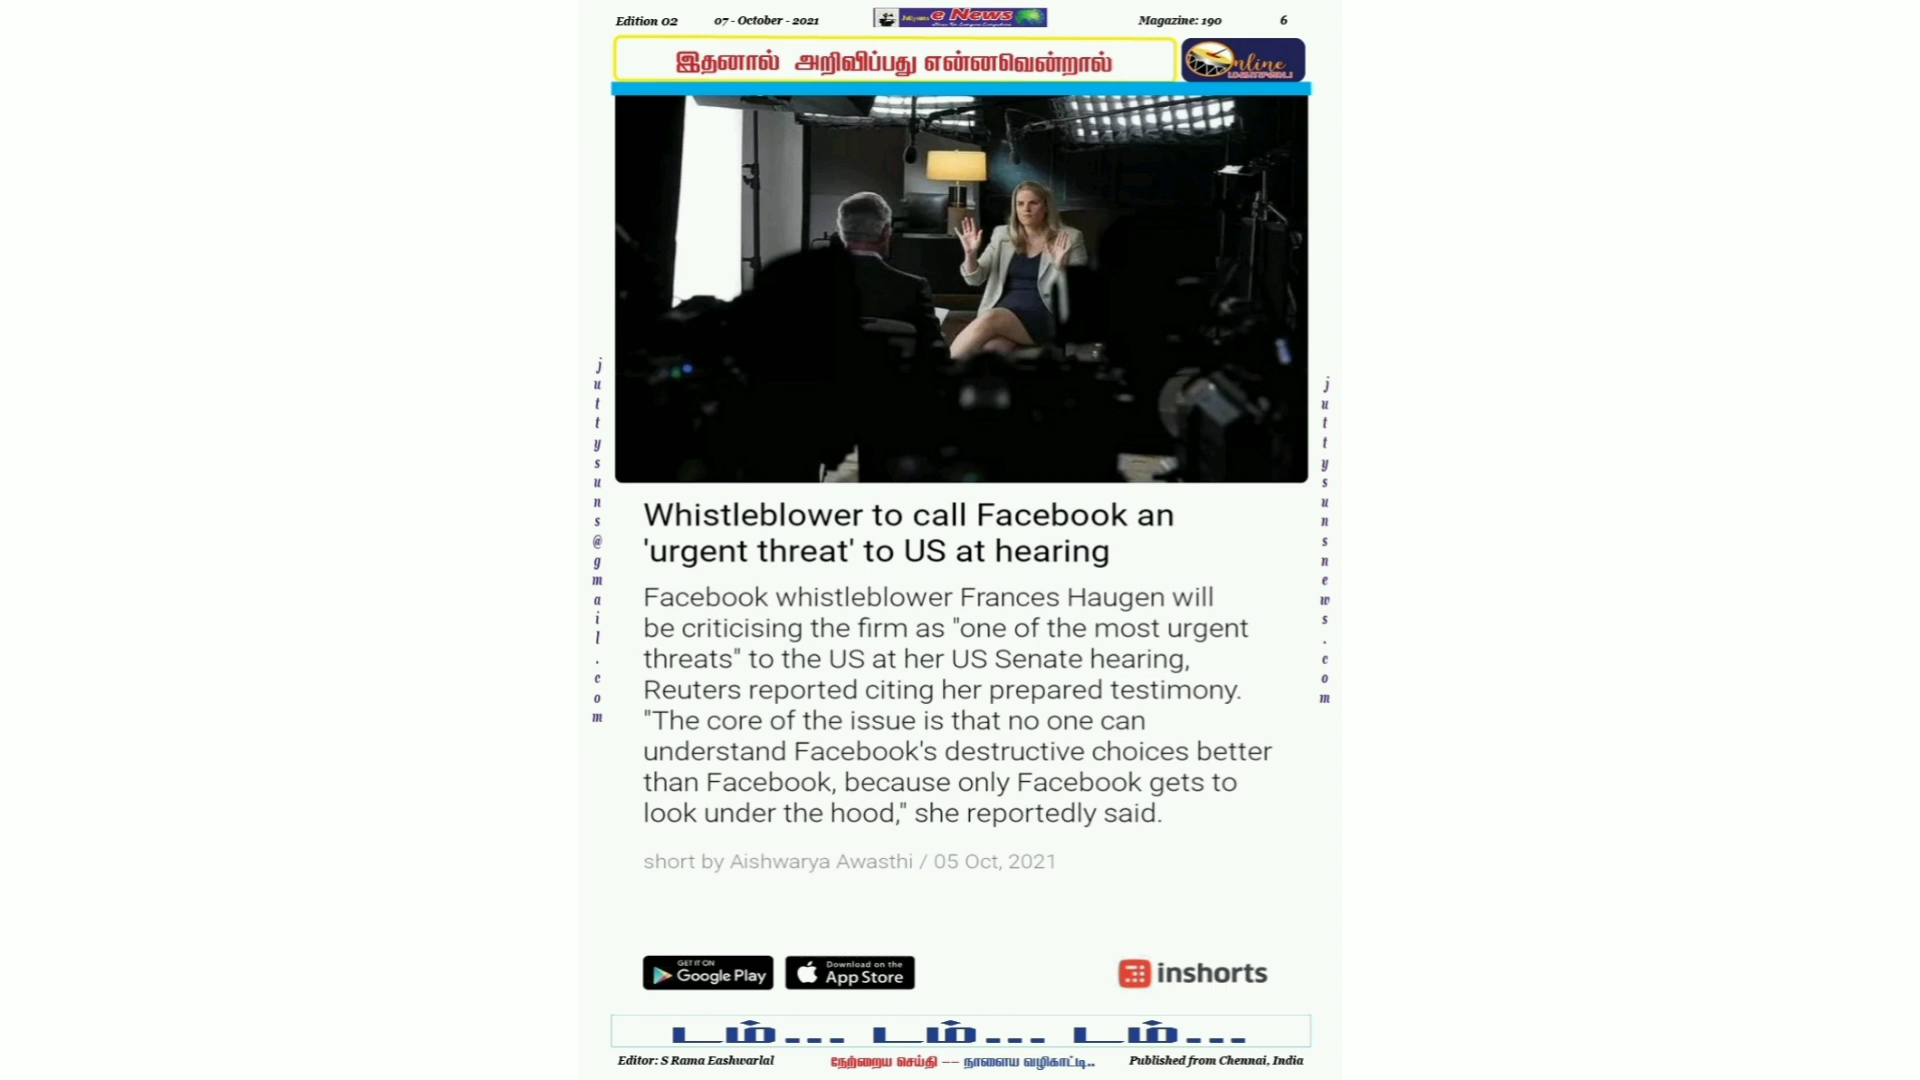 Edition 02 07 - October - 2021 e News Magazine: 190 6
இதனால் அறிவிப்பது என்னவென்றால்
Online
juttysuns@gmail.com
juttysunsnews.com
Whistleblower to call Facebook an
'urgent threat' to US at hearing
Facebook whistleblower Frances Haugen will
be criticising the firm as "one of the most urgent
threats" to the US at her US Senate hearing,
Reuters reported citing her prepared testimony.
"The core of the issue is that no one can
understand Facebook's destructive choices better
than Facebook, because only Facebook gets to
look under the hood," she reportedly said.
short by Aishwarya Awasthi / 05 Oct, 2021
GET IT ON
Google Play
Download on the
App Store
inshorts
டம்... டம்... டம்...
Editor: S Rama Eashwarlal நேற்றைய செய்தி -- நாளைய வழிகாட்டி.. Published from Chennai, India